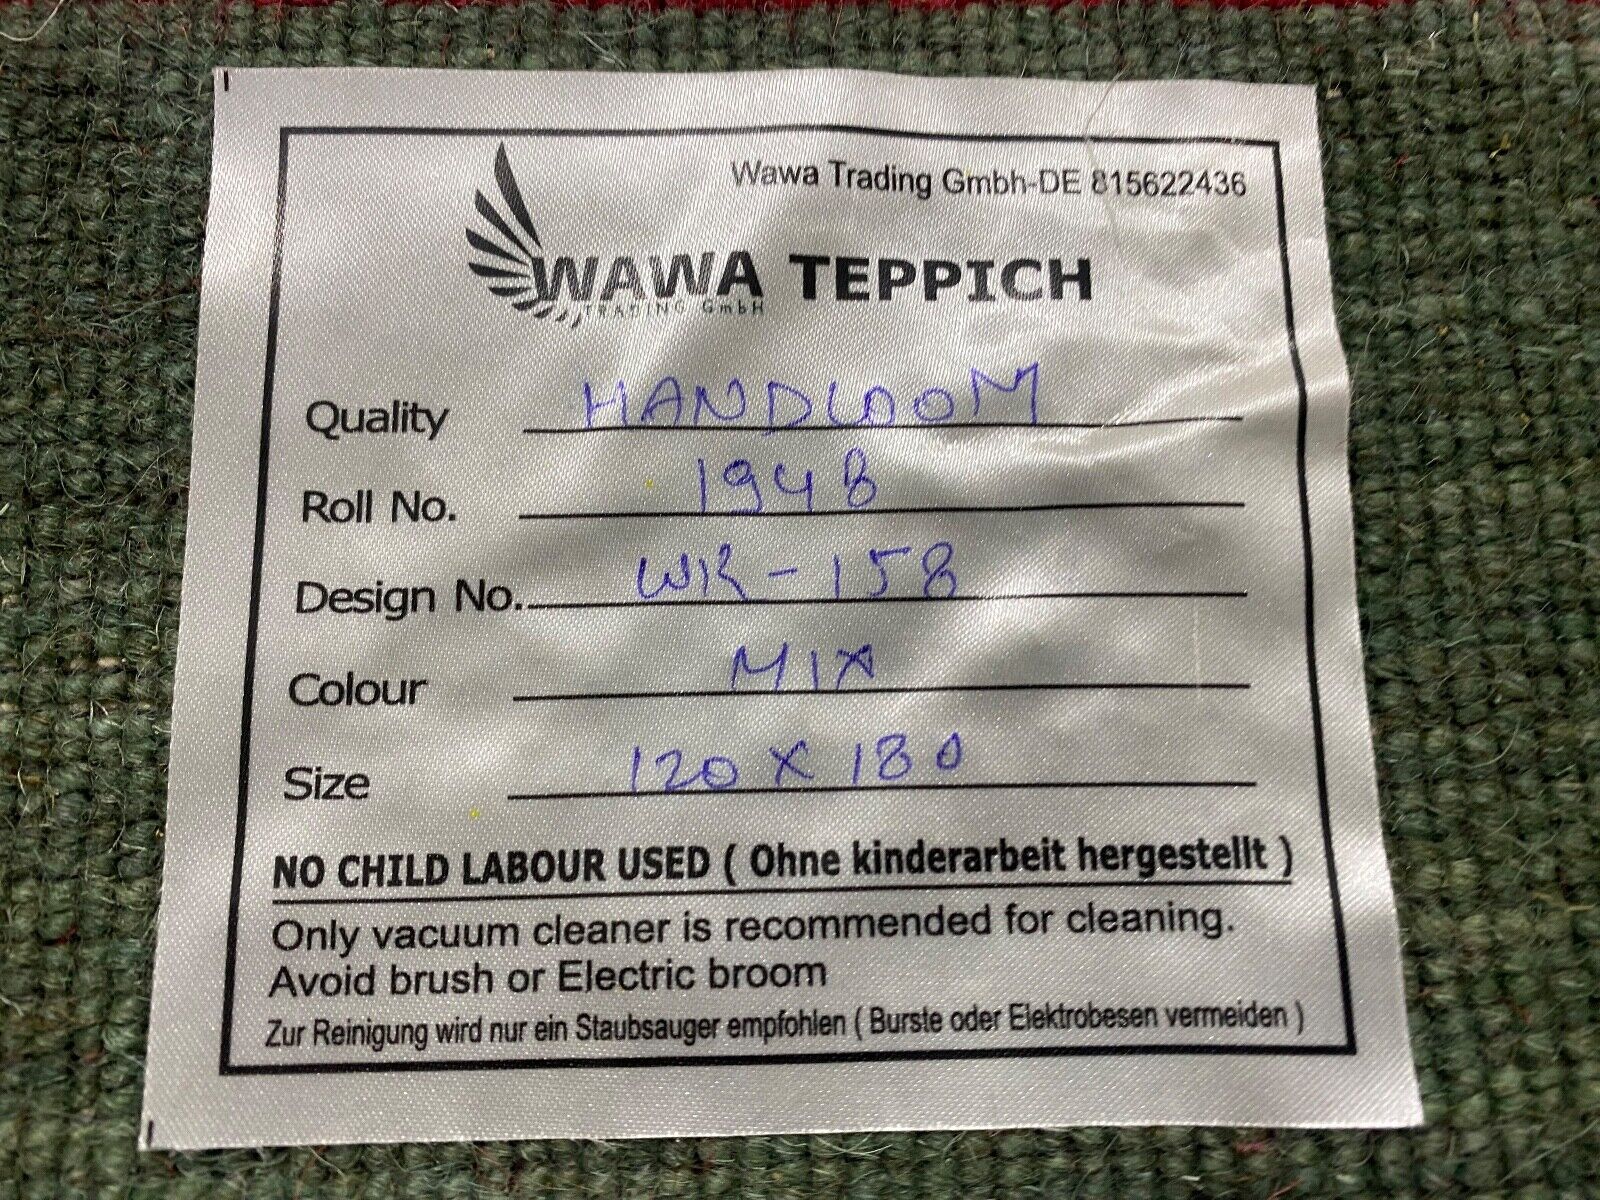 Wawa Trading Gmbh-DE 815622436
WAWA TEPPICH
TRADING GmbH
Quality HANDLOOM
Roll No. 1948
Design No. WK-158
Colour MIX
Size 120 X 180
NO CHILD LABOUR USED ( Ohne kinderarbeit hergestellt )
Only vacuum cleaner is recommended for cleaning.
Avoid brush or Electric broom
Zur Reinigung wird nur ein Staubsauger empfohlen ( Burste oder Elektrobesen vermeiden )